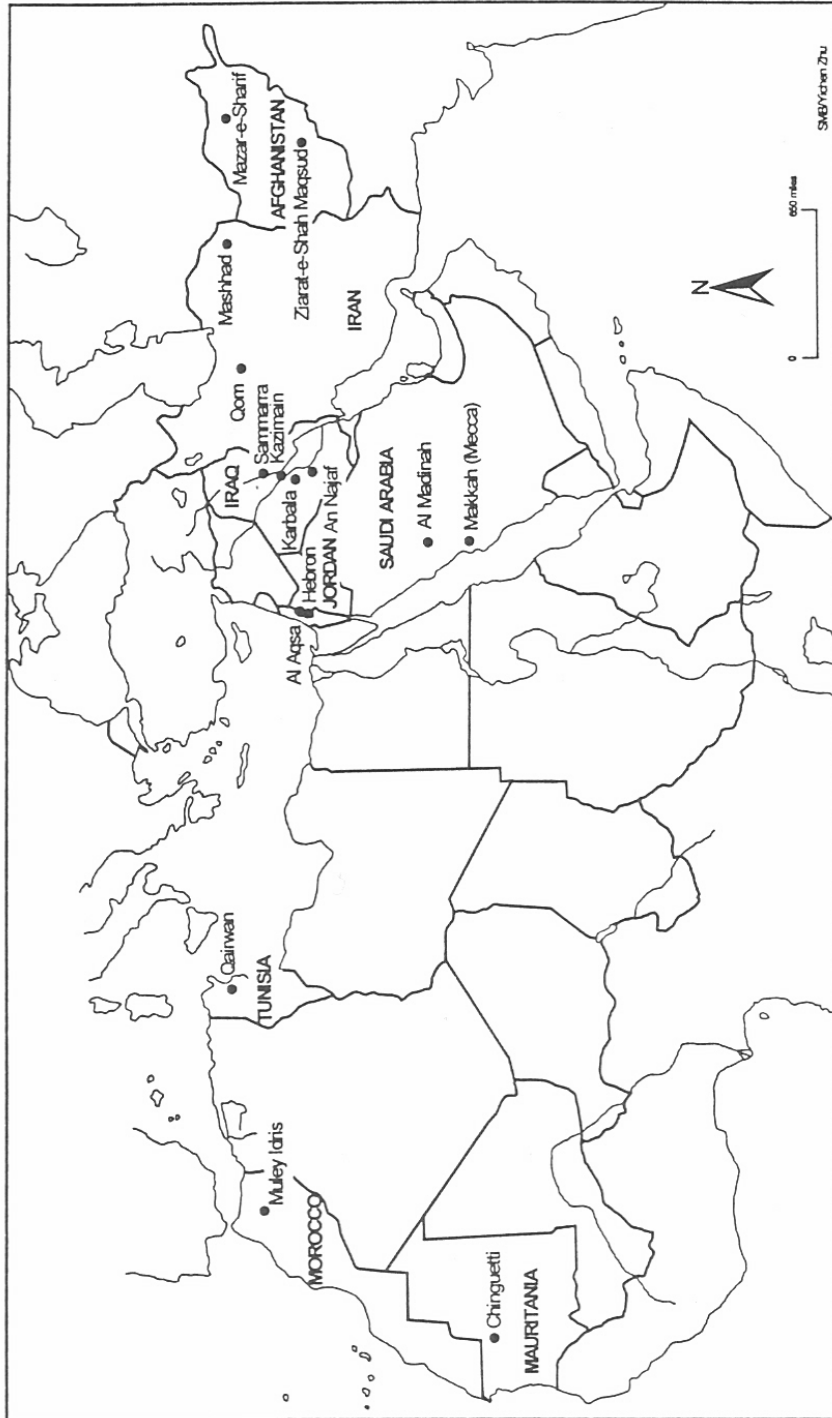 Muley Idris
MOROCCO
Chinguetti
MAURITANIA
Qairwan
TUNISIA
Al Aqsa
Hebron
JORDAN
An Najaf
Karbala
IRAQ
Sammarra
Kaziman
Qom
Mashhad
Mazar-e-Sharif
AFGHANISTAN
Ziarat-e-Shah Maqsud
IRAN
SAUDI ARABIA
Al Madinah
Makkah (Mecca)
N
0
650 miles
SMB/Yichen Zhu